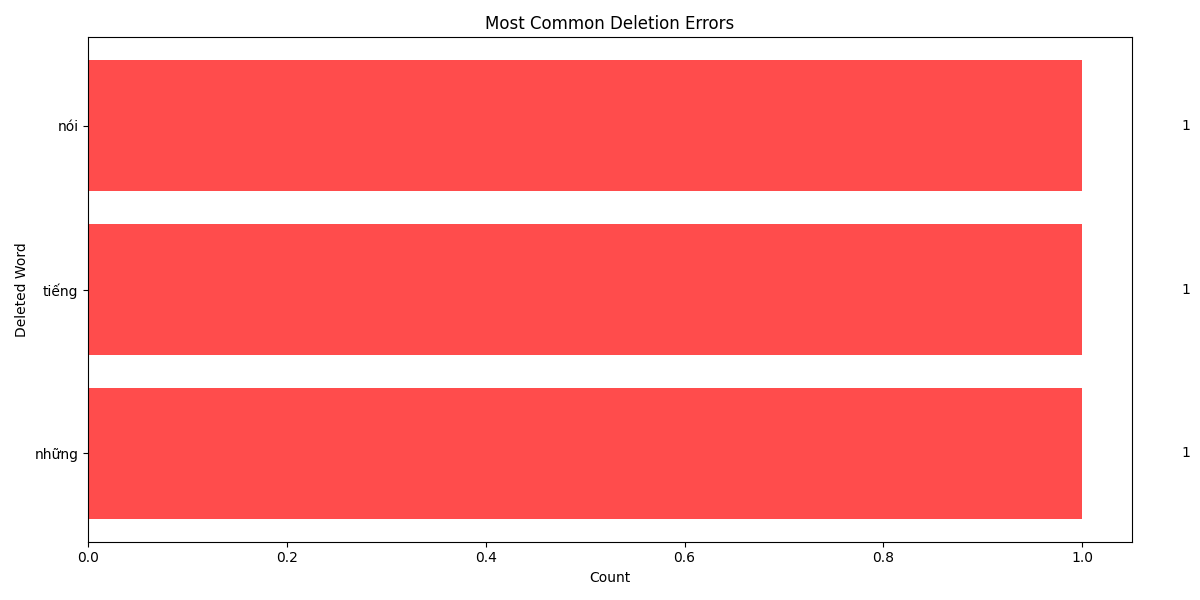 Most Common Deletion Errors
Deleted Word
nói
1
tiếng
1
những
1
0.0 0.2 0.4 0.6 0.8 1.0
Count